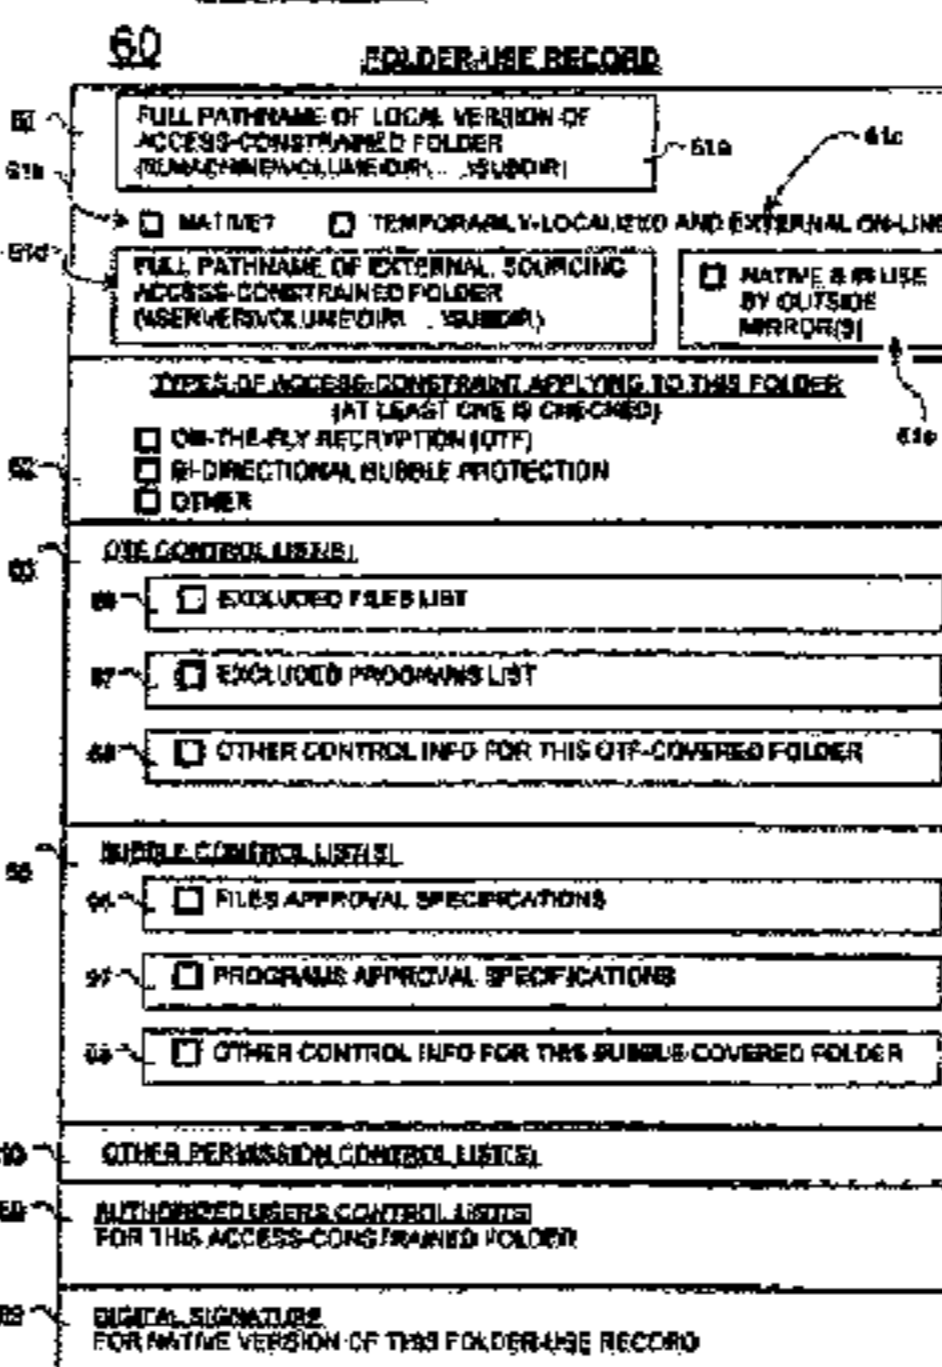 60
FOLDER-USE RECORD
FULL PATHNAME OF LOCAL VERSION OF
ACCESS-CONSTRAINED FOLDER
61a
61c
NATIVE?
TEMPORARILY-LOCALIZED AND EXTERNAL ON-LINE
61d
FULL PATHNAME OF EXTERNAL, SOURCING
ACCESS-CONSTRAINED FOLDER
NATIVE & IN USE
BY OUTSIDE
MIRROR(S)
61e
TYPES OF ACCESS-CONSTRAINT APPLYING TO THIS FOLDER
(AT LEAST ONE IS CHECKED)
ON-THE-FLY RECRYPTION (OTF)
BI-DIRECTIONAL BUBBLE PROTECTION
OTHER
OTF CONTROL LIST(S)
EXCLUDED FILES LIST
EXCLUDED PROGRAMS LIST
OTHER CONTROL INFO FOR THIS OTF-COVERED FOLDER
BUBBLE CONTROL LIST(S)
FILES APPROVAL SPECIFICATIONS
97
PROGRAMS APPROVAL SPECIFICATIONS
OTHER CONTROL INFO FOR THIS BUBBLE COVERED FOLDER
OTHER PERMISSION CONTROL LIST(S)
AUTHORIZED USERS CONTROL LIST(S)
FOR THIS ACCESS-CONSTRAINED FOLDER
DIGITAL SIGNATURE
FOR NATIVE VERSION OF THIS FOLDER-USE RECORD